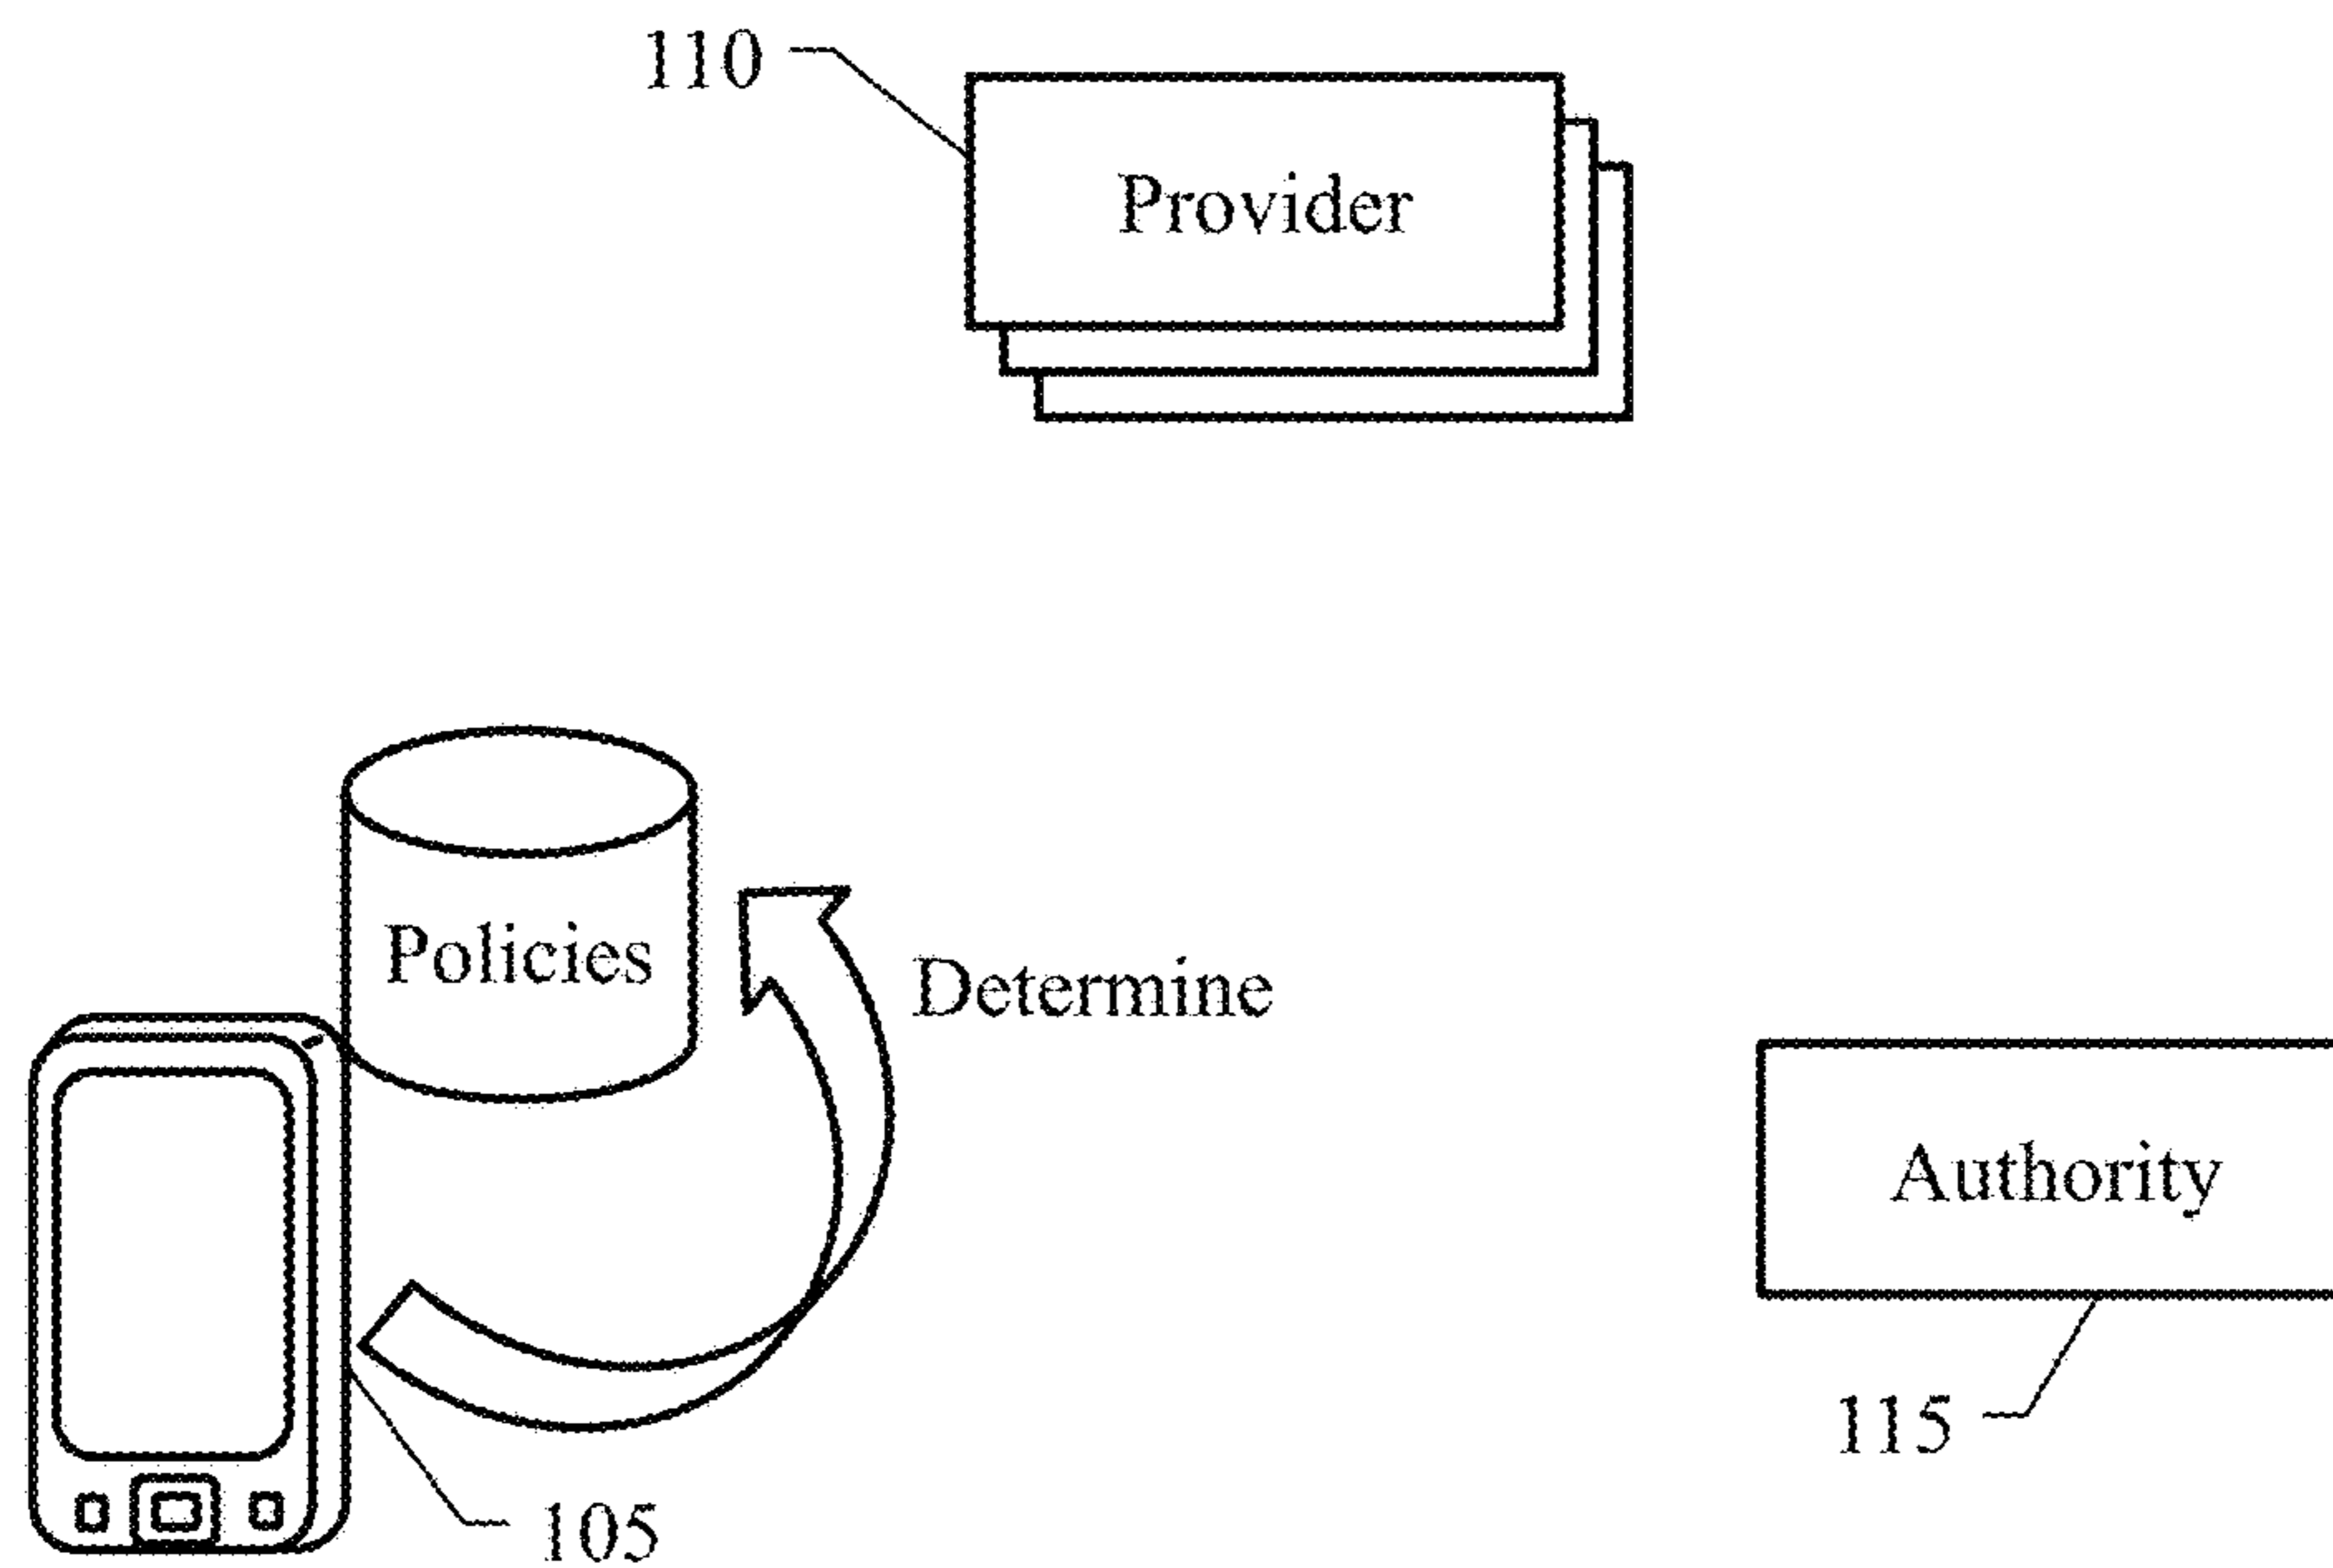 110
Provider
Policies
Determine
Authority
115
105